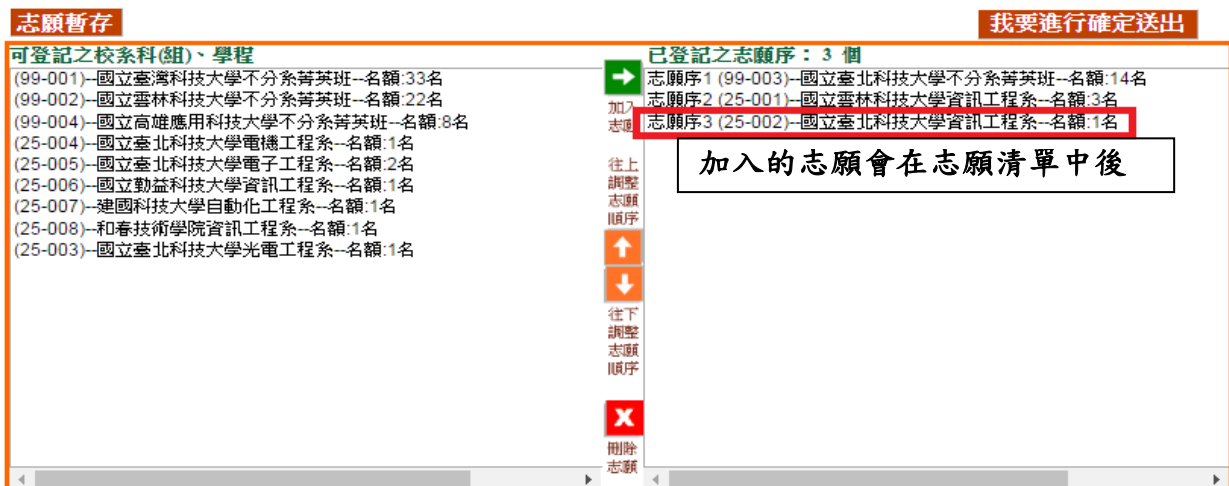 志願暫存
我要進行確定送出
可登記之校系科(組)、學程
(99-001)--國立臺灣科技大學不分系菁英班--名額:33名
(99-002)--國立雲林科技大學不分系菁英班--名額:22名
(99-004)--國立高雄應用科技大學不分系菁英班--名額:8名
(25-004)--國立臺北科技大學電機工程系--名額:1名
(25-005)--國立臺北科技大學電子工程系--名額:2名
(25-006)--國立勤益科技大學資訊工程系--名額:1名
(25-007)--建國科技大學自動化工程系--名額:1名
(25-008)--和春技術學院資訊工程系--名額:1名
(25-003)--國立臺北科技大學光電工程系--名額:1名
加入
志願
往上
調整
志願
順序
往下
調整
志願
順序
X
刪除
志願
已登記之志願序: 3 個
志願序1 (99-003)--國立臺北科技大學不分系菁英班--名額:14名
志願序2 (25-001)--國立雲林科技大學資訊工程系--名額:3名
志願序3 (25-002)--國立臺北科技大學資訊工程系--名額:1名
加入的志願會在志願清單中後